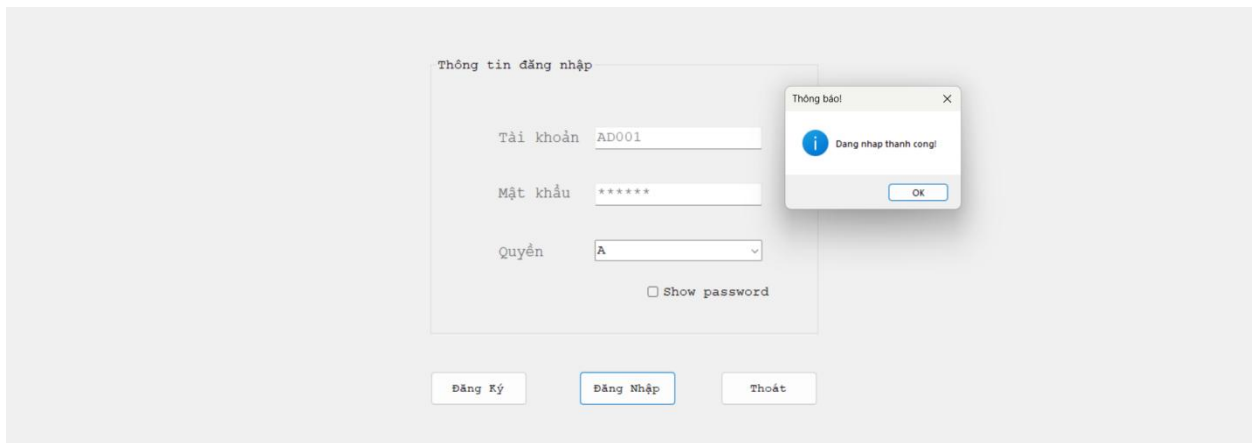 Thông tin đăng nhập
Thông báo!
Dang nhap thanh cong!
OK
Tài khoản AD001
Mật khẩu ******
Quyền A
Show password
Đăng Ký Đăng Nhập Thoát